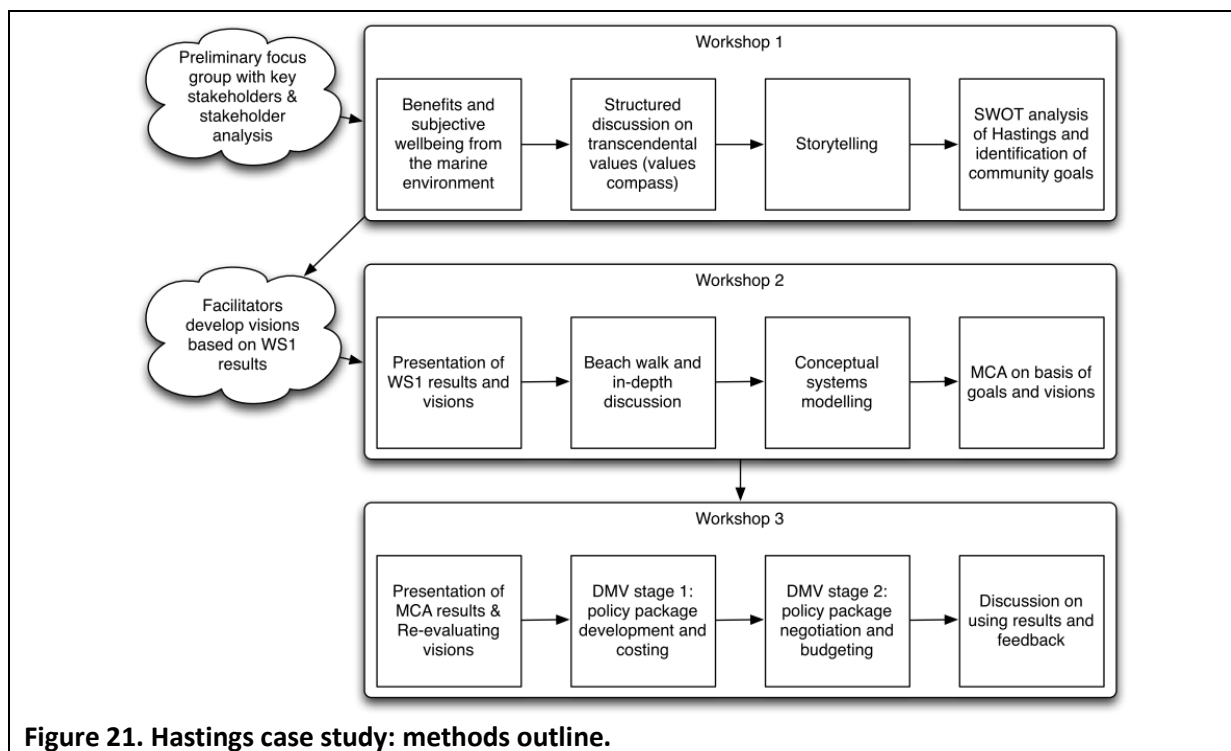 Preliminary focus
group with key
stakeholders &
stakeholder
analysis
Workshop 1
Benefits and
subjective
wellbeing from
the marine
environment
Structured
discussion on
transcendental
values (values
compass)
Storytelling
SWOT analysis
of Hastings and
identification of
community goals
Facilitators
develop visions
based on WS1
results
Workshop 2
Presentation of
WS1 results and
visions
Beach walk and
in-depth
discussion
Conceptual
systems
modelling
MCA on basis of
goals and visions
Workshop 3
Presentation of
MCA results &
Re-evaluating
visions
DMV stage 1:
policy package
development and
costing
DMV stage 2:
policy package
negotiation and
budgeting
Discussion on
using results and
feedback
Figure 21. Hastings case study: methods outline.